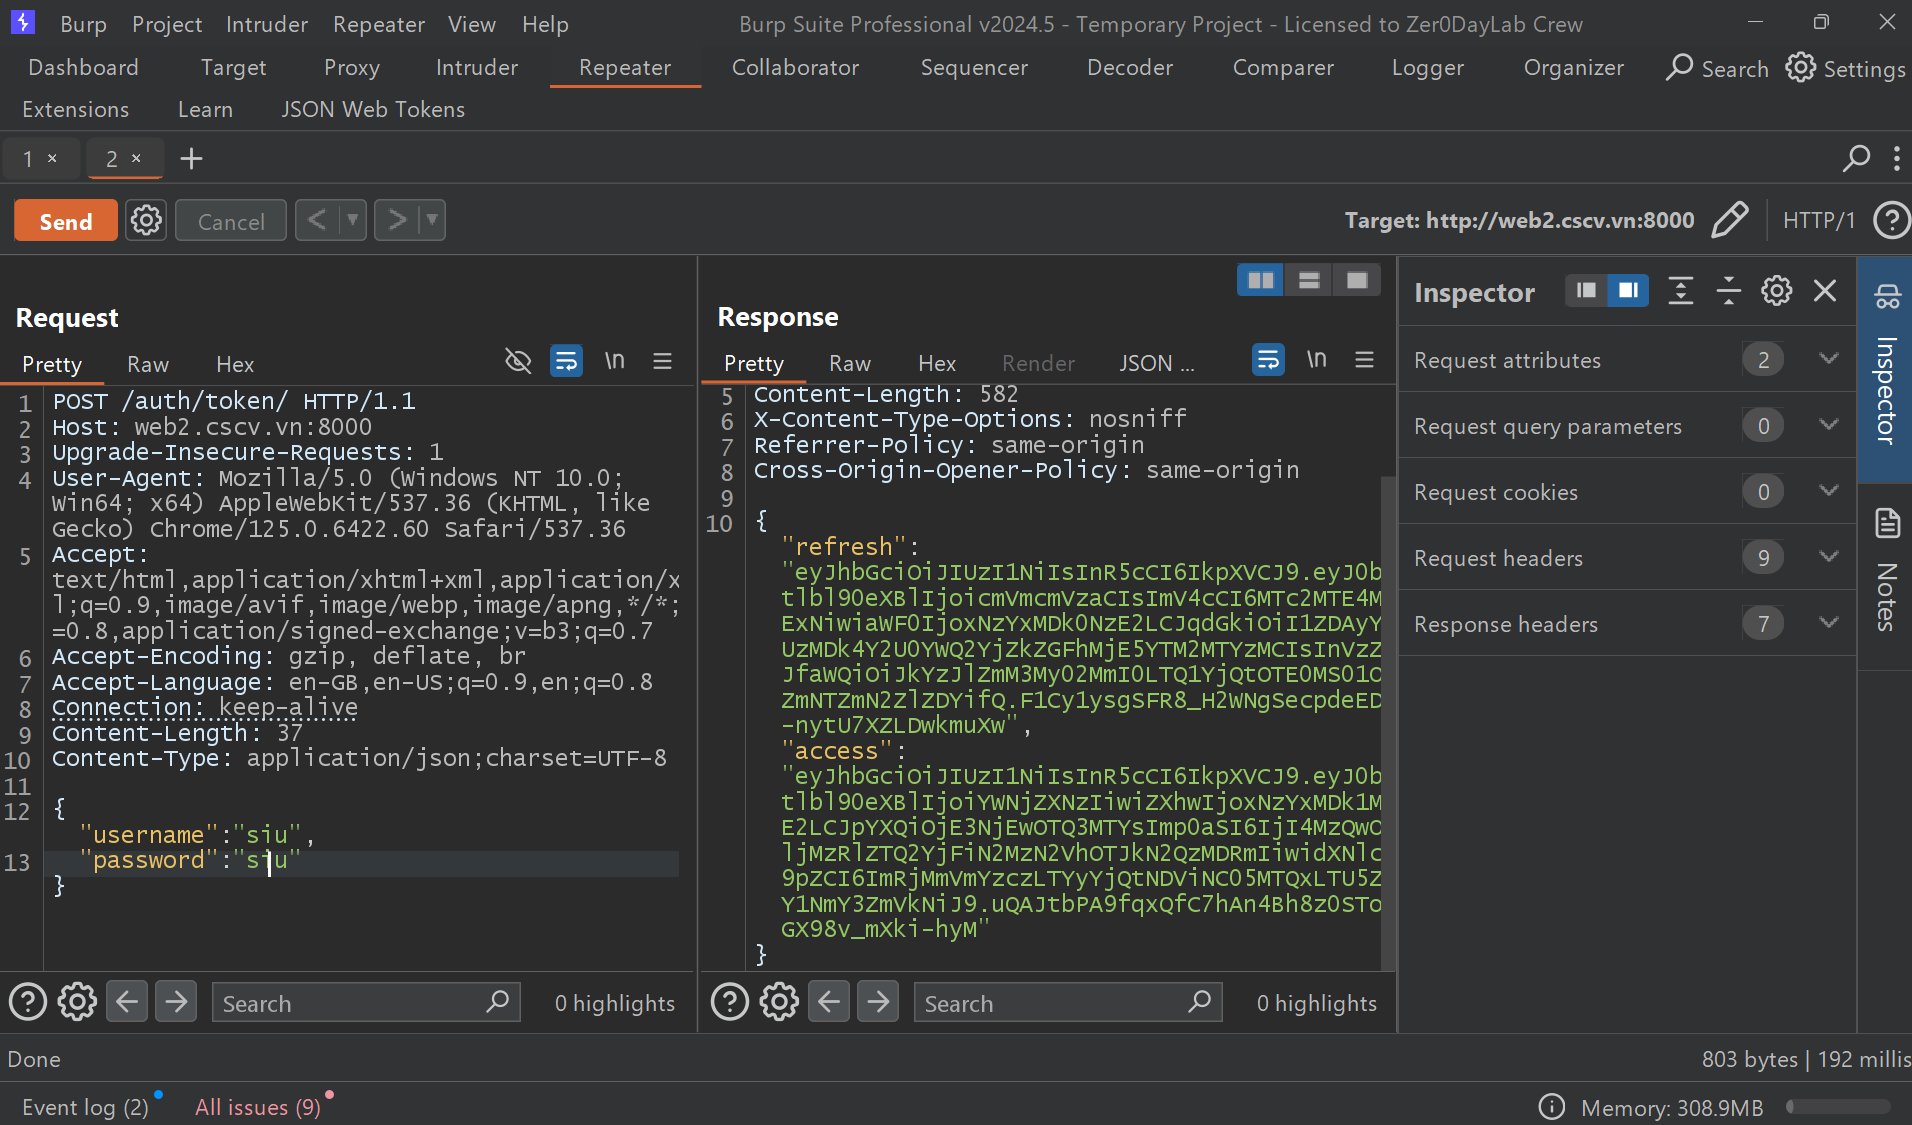 Burp Project Intruder Repeater View Help Burp Suite Professional v2024.5 - Temporary Project - Licensed to Zer0DayLab Crew
Dashboard Target Proxy Intruder Repeater Collaborator Sequencer Decoder Comparer Logger Organizer Search Settings
Extensions Learn JSON Web Tokens
1 × 2 × +
Send Cancel < > Target: http://web2.cscv.vn:8000 HTTP/1
Request
Pretty Raw Hex \n
1 POST /auth/token/ HTTP/1.1
2 Host: web2.cscv.vn:8000
3 Upgrade-Insecure-Requests: 1
4 User-Agent: Mozilla/5.0 (Windows NT 10.0;
Win64; x64) AppleWebKit/537.36 (KHTML, like
Gecko) Chrome/125.0.6422.60 Safari/537.36
5 Accept:
text/html,application/xhtml+xml,application/x
l;q=0.9,image/avif,image/webp,image/apng,*/*;
=0.8,application/signed-exchange;v=b3;q=0.7
6 Accept-Encoding: gzip, deflate, br
7 Accept-Language: en-GB,en-US;q=0.9,en;q=0.8
8 Connection: keep-alive
9 Content-Length: 37
10 Content-Type: application/json;charset=UTF-8
11
12 {
"username":"siu",
13 "password":"siu"
}
Search 0 highlights
Response
Pretty Raw Hex Render JSON ... \n
5 Content-Length: 582
6 X-Content-Type-Options: nosniff
7 Referrer-Policy: same-origin
8 Cross-Origin-Opener-Policy: same-origin
9
10 {
"refresh":
"eyJhbGciOiJIUzI1NiIsInR5cCI6IkpXVCJ9.eyJ0b
tlbl90eXBlIjoicmVmcmVzaCIsImV4cCI6MTc2MTE4M
ExNiwiaWF0IjoxNzYxMDk0NzE2LCJqdGkiOiI1ZDAyY
UzMDk4Y2U0YWQ2YjZkZGFhMjE5YTM2MTYzMCIsInVzZ
JfaWQiOiJkYzJlZmM3My02MmI0LTQ1YjQtOTE0MS01O
ZmNTZmN2ZlZDYifQ.F1Cy1ysgSFR8_H2WNgSecpdeED
-nytU7XZLDwkmuXw",
"access":
"eyJhbGciOiJIUzI1NiIsInR5cCI6IkpXVCJ9.eyJ0b
tlbl90eXBlIjoiYWNjZXNzIiwiZXhwIjoxNzYxMDk1M
E2LCJpYXQiOjE3NjEwOTQ3MTYsImp0aSI6IjI4MzQwO
ljMzRlZTQ2YjFiN2MzN2VhOTJkN2QzMDRmIiwidXNlc
9pZCI6ImRjMmVmYzczLTYyYjQtNDViNC05MTQxLTU5Z
Y1NmY3ZmVkNiJ9.uQAJtbPA9fqxQfC7hAn4Bh8z0STo
GX98v_mXki-hyM"
}
Search 0 highlights
Inspector
Request attributes 2
Request query parameters 0
Request cookies 0
Request headers 9
Response headers 7
Inspector
Notes
Done 803 bytes | 192 millis
Event log (2) All issues (9) Memory: 308.9MB